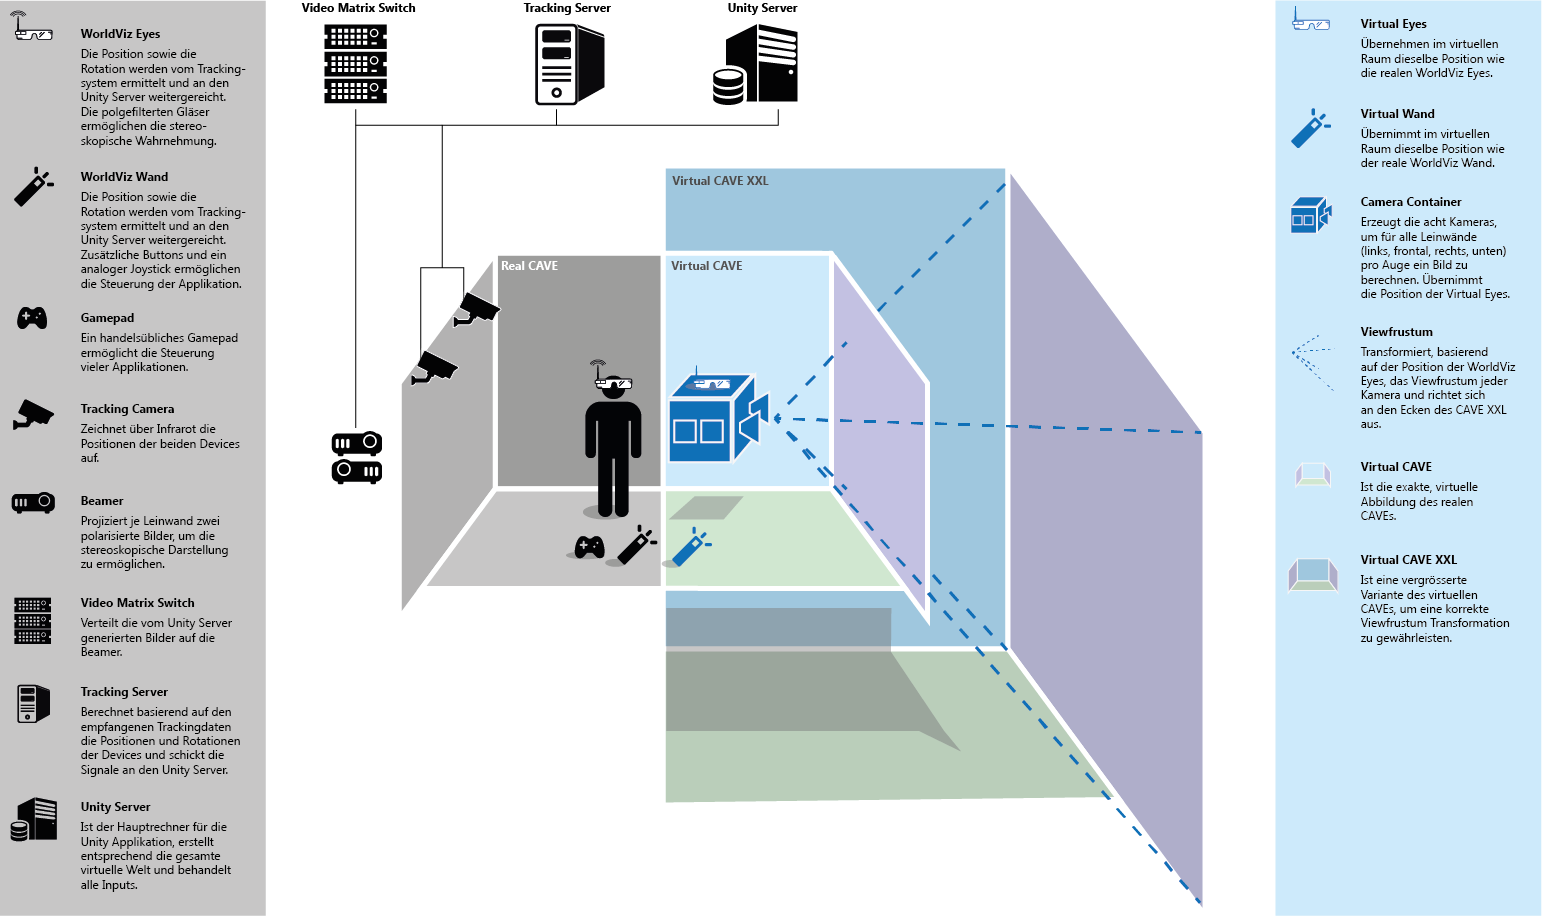 WorldViz Eyes
Die Position sowie die
Rotation werden vom Tracking-
system ermittelt und an den
Unity Server weitergereicht.
Die polgefilterten Gläser
ermöglichen die stereo-
skopische Wahrnehmung.
WorldViz Wand
Die Position sowie die
Rotation werden vom Tracking-
system ermittelt und an den
Unity Server weitergereicht.
Zusätzliche Buttons und ein
analoger Joystick ermöglichen
die Steuerung der Applikation.
Gamepad
Ein handelsübliches Gamepad
ermöglicht die Steuerung
vieler Applikationen.
Tracking Camera
Zeichnet über Infrarot die
Positionen der beiden Devices
auf.
Beamer
Projiziert je Leinwand zwei
polarisierte Bilder, um die
stereoskopische Darstellung
zu ermöglichen.
Video Matrix Switch
Verteilt die vom Unity Server
generierten Bilder auf die
Beamer.
Tracking Server
Berechnet basierend auf den
empfangenen Trackingdaten
die Positionen und Rotationen
der Devices und schickt die
Signale an den Unity Server.
Unity Server
Ist der Hauptrechner für die
Unity Applikation, erstellt
entsprechend die gesamte
virtuelle Welt und behandelt
alle Inputs.
Video Matrix Switch
Tracking Server
Unity Server
Virtual CAVE XXL
Real CAVE
Virtual CAVE
Virtual Eyes
Übernehmen im virtuellen
Raum dieselbe Position wie
die realen WorldViz Eyes.
Virtual Wand
Übernimmt im virtuellen
Raum dieselbe Position wie
der reale WorldViz Wand.
Camera Container
Erzeugt die acht Kameras,
um für alle Leinwände
(links, frontal, rechts, unten)
pro Auge ein Bild zu
berechnen. Übernimmt
die Position der Virtual Eyes.
Viewfrustum
Transformiert, basierend
auf der Position der WorldViz
Eyes, das Viewfrustum jeder
Kamera und richtet sich
an den Ecken des CAVE XXL
aus.
Virtual CAVE
Ist die exakte, virtuelle
Abbildung des realen
CAVEs.
Virtual CAVE XXL
Ist eine vergrösserte
Variante des virtuellen
CAVEs, um eine korrekte
Viewfrustum Transformation
zu gewährleisten.